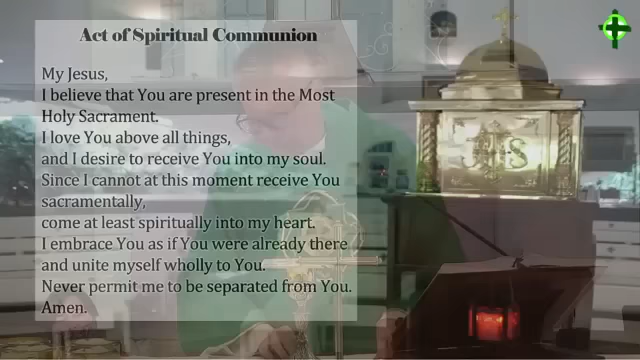 Act of Spiritual Communion
My Jesus,
I believe that You are present in the Most
Holy Sacrament.
I love You above all things,
and I desire to receive You into my soul.
Since I cannot at this moment receive You
sacramentally,
come at least spiritually into my heart.
I embrace You as if You were already there
and unite myself wholly to You.
Never permit me to be separated from You.
Amen.
JHS